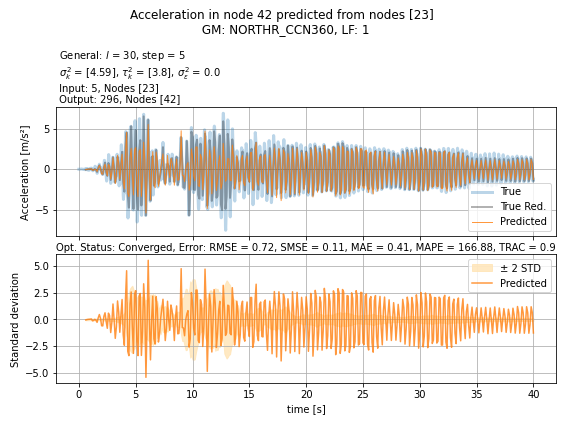 Acceleration in node 42 predicted from nodes [23]
GM: NORTHR_CCN360, LF: 1
General: l = 30, step = 5
σ²ₖ = [4.59], τ²ₖ = [3.8], σ²ε = 0.0
Input: 5, Nodes [23]
Output: 296, Nodes [42]
Acceleration [m/s²]
5
0
−5
True
True Red.
Predicted
Opt. Status: Converged, Error: RMSE = 0.72, SMSE = 0.11, MAE = 0.41, MAPE = 166.88, TRAC = 0.9
Standard deviation
5.0
2.5
0.0
−2.5
−5.0
± 2 STD
Predicted
0 5 10 15 20 25 30 35 40
time [s]